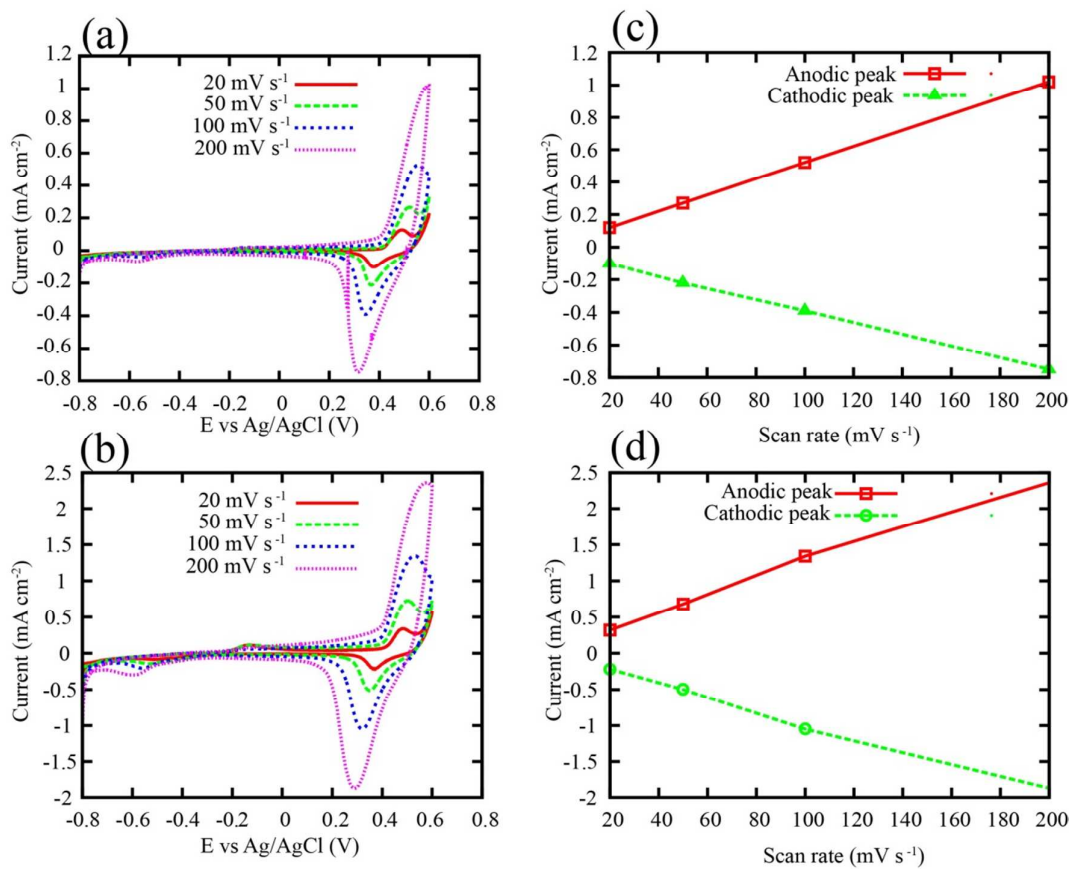 (a)
1.2
1
0.8
0.6
0.4
0.2
0
-0.2
-0.4
-0.6
-0.8
Current (mA cm-2)
20 mV s-1
50 mV s-1
100 mV s-1
200 mV s-1
-0.8 -0.6 -0.4 -0.2 0 0.2 0.4 0.6 0.8
E vs Ag/AgCl (V)
(c)
1.2
1
0.8
0.6
0.4
0.2
0
-0.2
-0.4
-0.6
-0.8
Current (mA cm-2)
Anodic peak
Cathodic peak
20 40 60 80 100 120 140 160 180 200
Scan rate (mV s-1)
(b)
2.5
2
1.5
1
0.5
0
-0.5
-1
-1.5
-2
Current (mA cm-2)
20 mV s-1
50 mV s-1
100 mV s-1
200 mV s-1
-0.8 -0.6 -0.4 -0.2 0 0.2 0.4 0.6 0.8
E vs Ag/AgCl (V)
(d)
2.5
2
1.5
1
0.5
0
-0.5
-1
-1.5
-2
Current (mA cm-2)
Anodic peak
Cathodic peak
20 40 60 80 100 120 140 160 180 200
Scan rate (mV s-1)